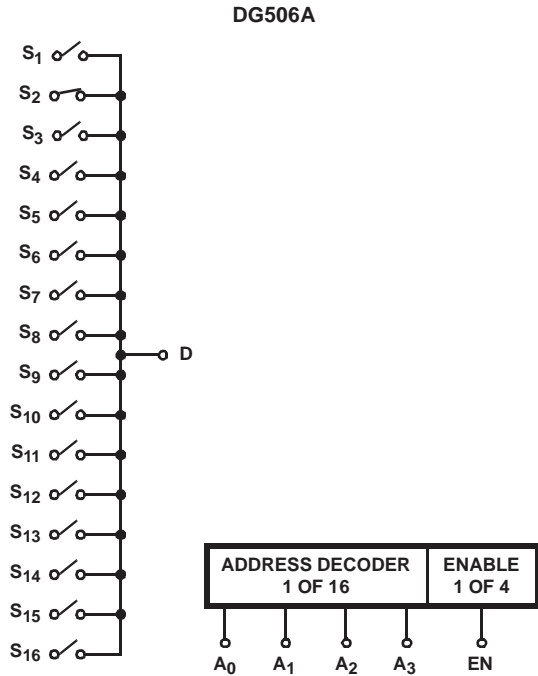 DG506A
S1
S2
S3
S4
S5
S6
S7
S8
D
S9
S10
S11
S12
S13
S14
S15
S16
ADDRESS DECODER
1 OF 16
ENABLE
1 OF 4
A0 A1 A2 A3 EN